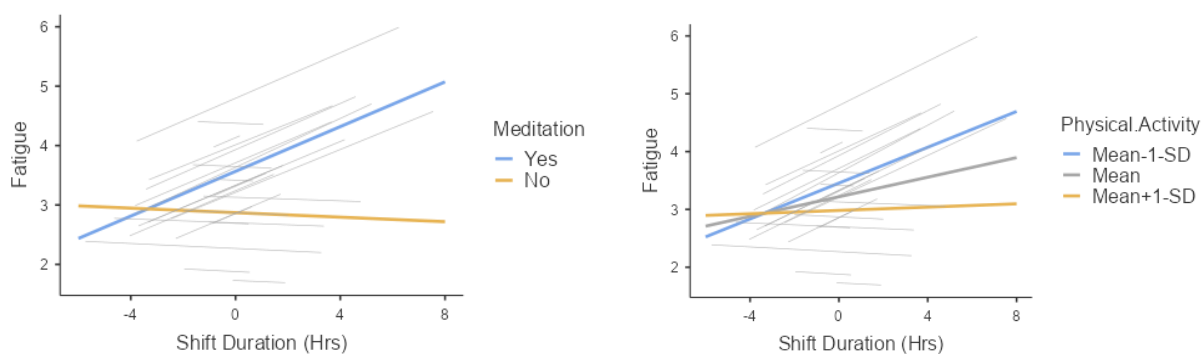 6
5
4
3
2
Fatigue
-4 0 4 8
Shift Duration (Hrs)
Meditation
Yes
No
6
5
4
3
2
Fatigue
-4 0 4 8
Shift Duration (Hrs)
Physical.Activity
Mean-1-SD
Mean
Mean+1-SD